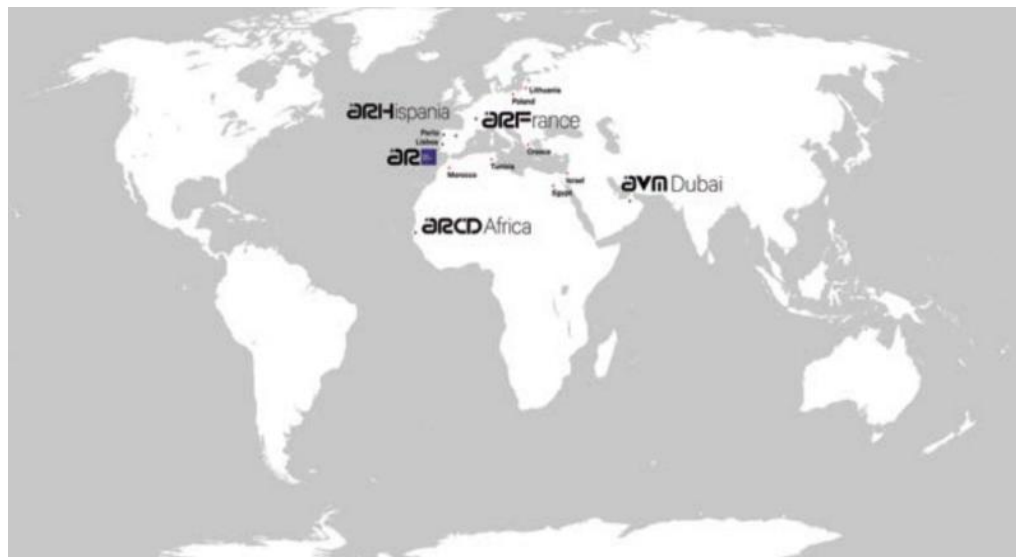 Lithuania
Poland
ARHispania
ARFrance
Porto
Lisboa
Greece
AR
Tunisia
Morocco
Israel
Egypt
AVM Dubai
ARCD Africa